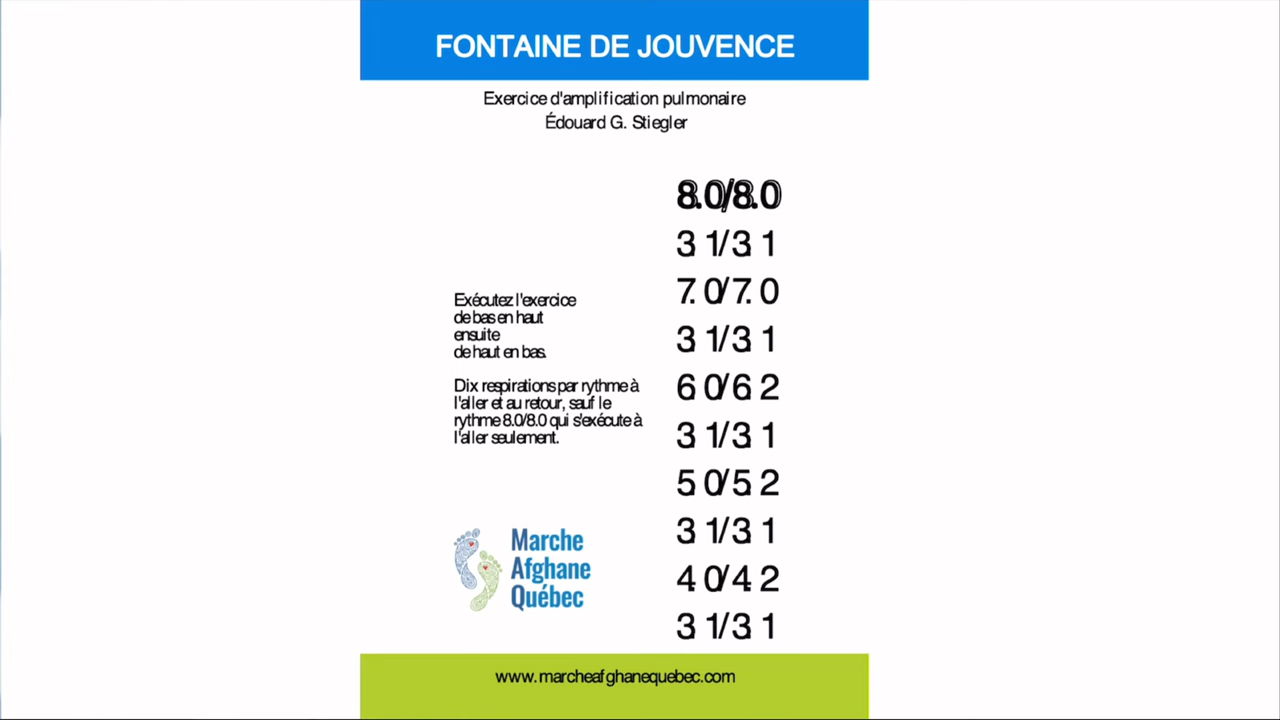 FONTAINE DE JOUVENCE
Exercice d'amplification pulmonaire
Édouard G. Stiegler
8.0/8.0
3.1/3.1
7.0/7.0
3.1/3.1
6.0/6.2
3.1/3.1
5.0/5.2
3.1/3.1
4.0/4.2
3.1/3.1
Exécutez l'exercice
de bas en haut
ensuite
de haut en bas.
Dix respirations par rythme à
l'aller et au retour, sauf le
rythme 8.0/8.0 qui s'exécute à
l'aller seulement.
Marche
Afghane
Québec
www.marcheafghanequebec.com